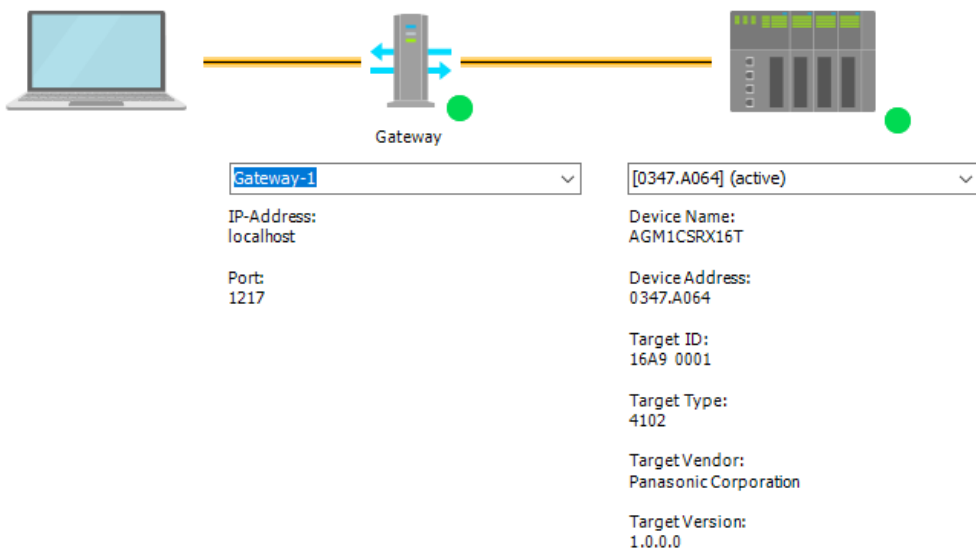 Gateway
Gateway-1
IP-Address:
localhost
Port:
1217
[0347.A064] (active)
Device Name:
AGM1CSRX16T
Device Address:
0347.A064
Target ID:
16A9 0001
Target Type:
4102
Target Vendor:
Panasonic Corporation
Target Version:
1.0.0.0